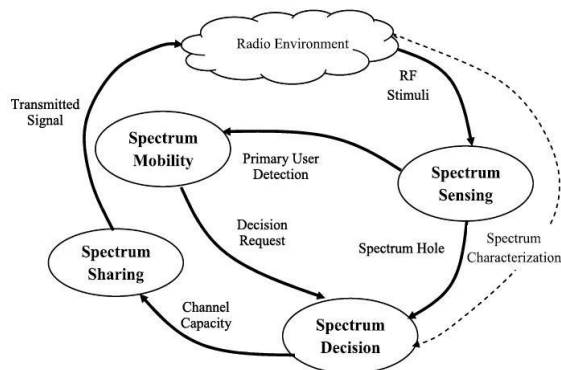 Radio Environment
RF
Stimuli
Transmitted
Signal
Spectrum
Mobility
Primary User
Detection
Spectrum
Sensing
Decision
Request
Spectrum Hole
Spectrum
Characterization
Spectrum
Sharing
Channel
Capacity
Spectrum
Decision